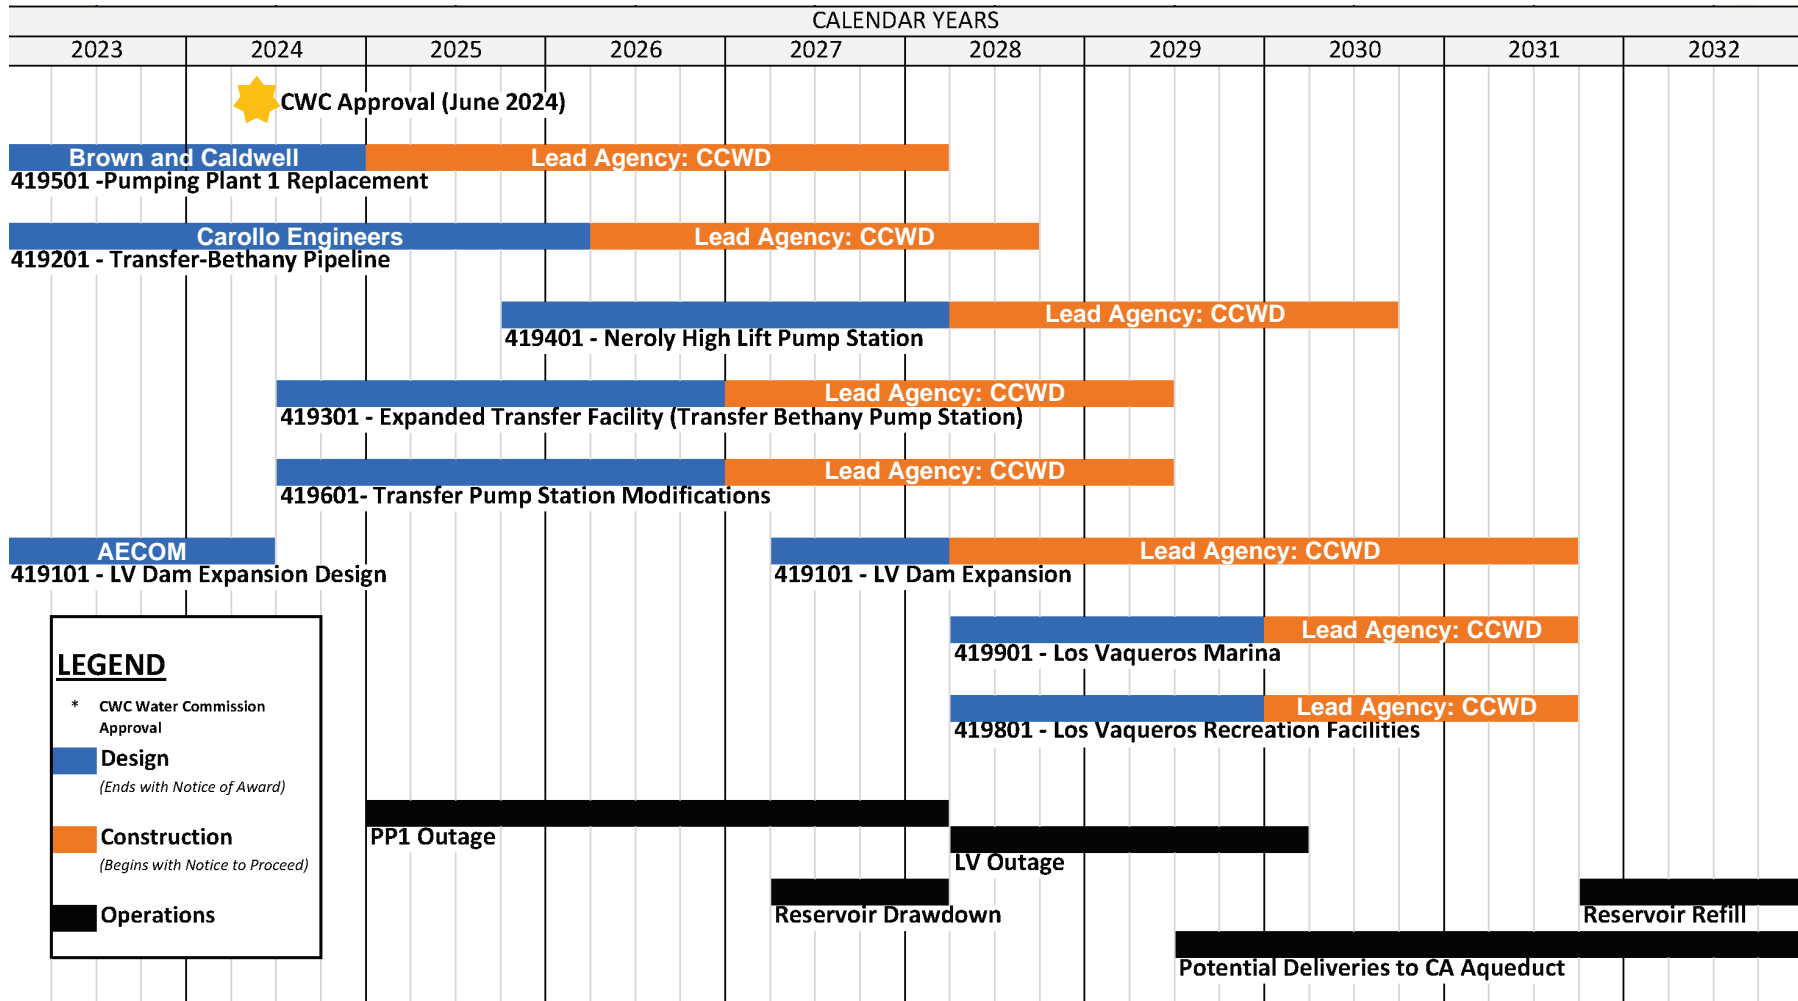 CALENDAR YEARS
2023 2024 2025 2026 2027 2028 2029 2030 2031 2032
CWC Approval (June 2024)
Brown and Caldwell Lead Agency: CCWD
419501 -Pumping Plant 1 Replacement
Carollo Engineers Lead Agency: CCWD
419201 - Transfer-Bethany Pipeline
Lead Agency: CCWD
419401 - Neroly High Lift Pump Station
Lead Agency: CCWD
419301 - Expanded Transfer Facility (Transfer Bethany Pump Station)
Lead Agency: CCWD
419601- Transfer Pump Station Modifications
AECOM Lead Agency: CCWD
419101 - LV Dam Expansion Design 419101 - LV Dam Expansion
Lead Agency: CCWD
419901 - Los Vaqueros Marina
Lead Agency: CCWD
419801 - Los Vaqueros Recreation Facilities
LEGEND
* CWC Water Commission
Approval
Design
(Ends with Notice of Award)
Construction
(Begins with Notice to Proceed)
Operations
PP1 Outage
LV Outage
Reservoir Drawdown Reservoir Refill
Potential Deliveries to CA Aqueduct